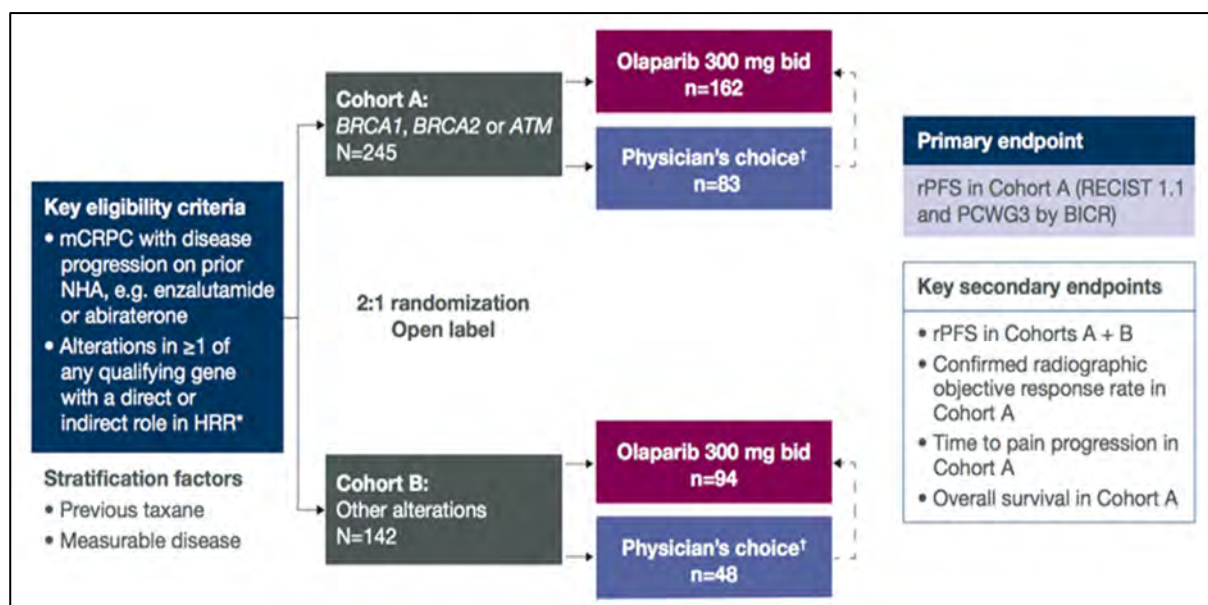 Key eligibility criteria
• mCRPC with disease
progression on prior
NHA, e.g. enzalutamide
or abiraterone
• Alterations in ≥1 of
any qualifying gene
with a direct or
indirect role in HRR*
Stratification factors
• Previous taxane
• Measurable disease
Cohort A:
BRCA1, BRCA2 or ATM
N=245
2:1 randomization
Open label
Cohort B:
Other alterations
N=142
Olaparib 300 mg bid
n=162
Physician's choice†
n=83
Olaparib 300 mg bid
n=94
Physician's choice†
n=48
Primary endpoint
rPFS in Cohort A (RECIST 1.1
and PCWG3 by BICR)
Key secondary endpoints
• rPFS in Cohorts A + B
• Confirmed radiographic
objective response rate in
Cohort A
• Time to pain progression in
Cohort A
• Overall survival in Cohort A